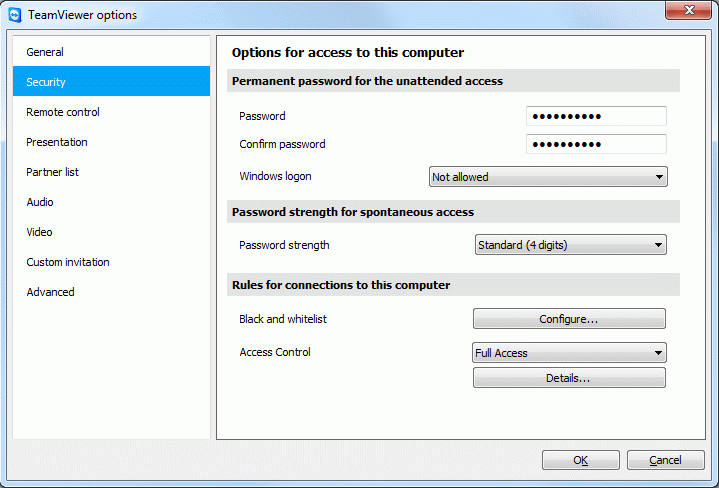 TeamViewer options
General
Security
Remote control
Presentation
Partner list
Audio
Video
Custom invitation
Advanced
Options for access to this computer
Permanent password for the unattended access
Password
Confirm password
Windows logon Not allowed
Password strength for spontaneous access
Password strength Standard (4 digits)
Rules for connections to this computer
Black and whitelist Configure...
Access Control Full Access
Details...
OK Cancel